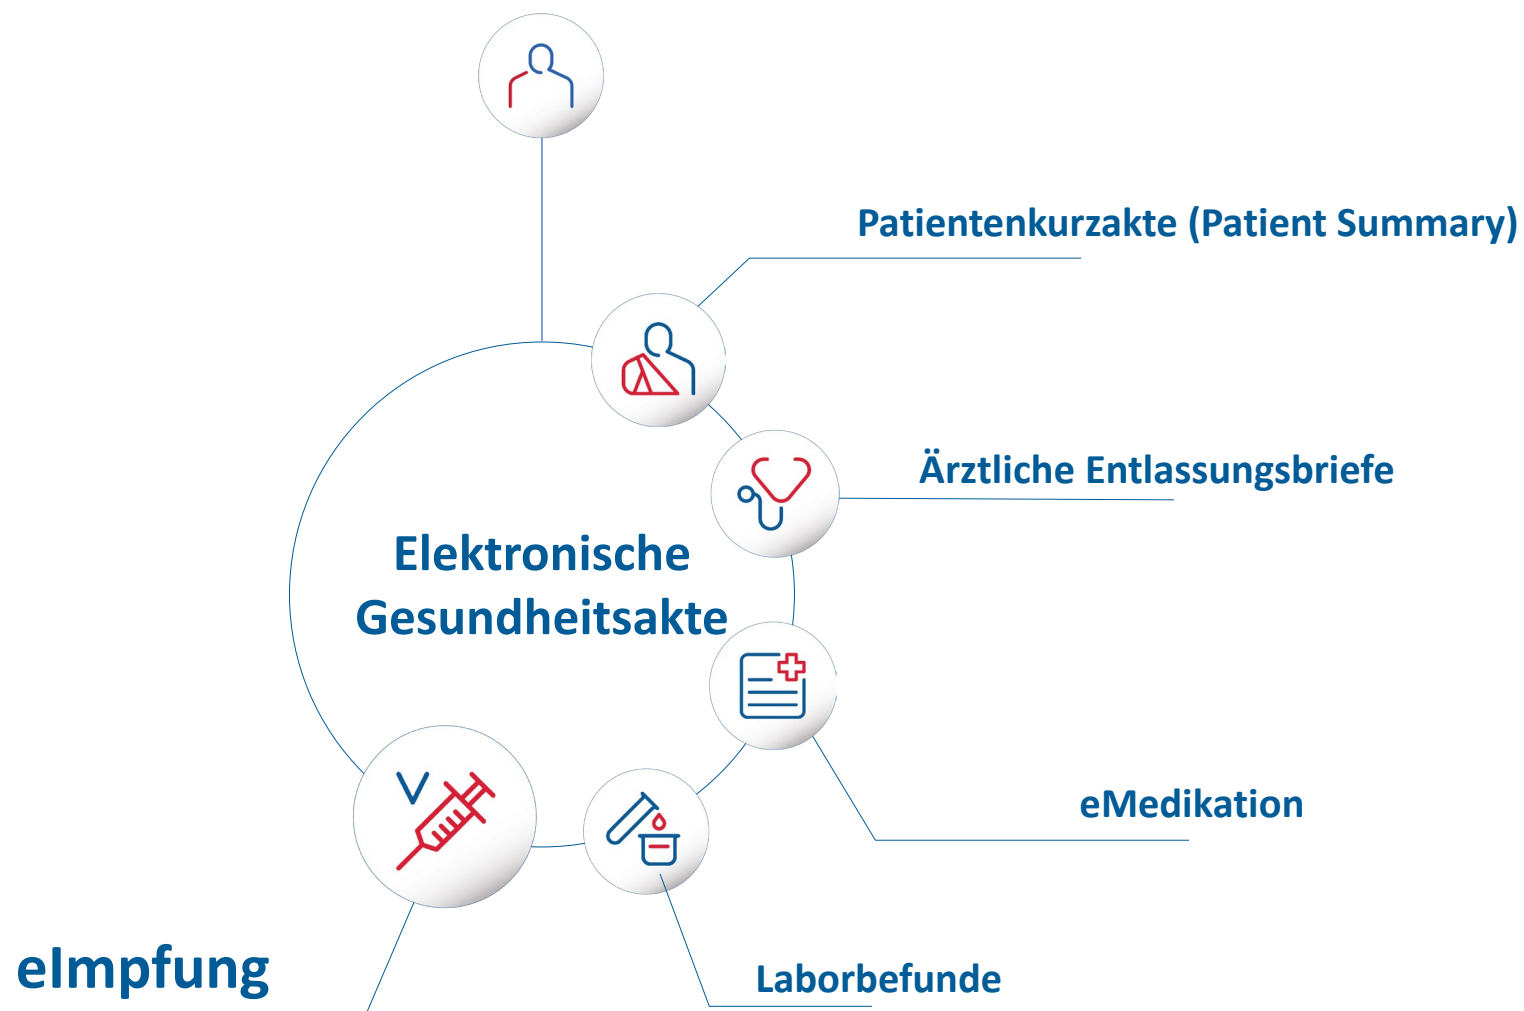 Patientenkurzakte (Patient Summary)
Ärztliche Entlassungsbriefe
Elektronische
Gesundheitsakte
eMedikation
eImpfung
Laborbefunde